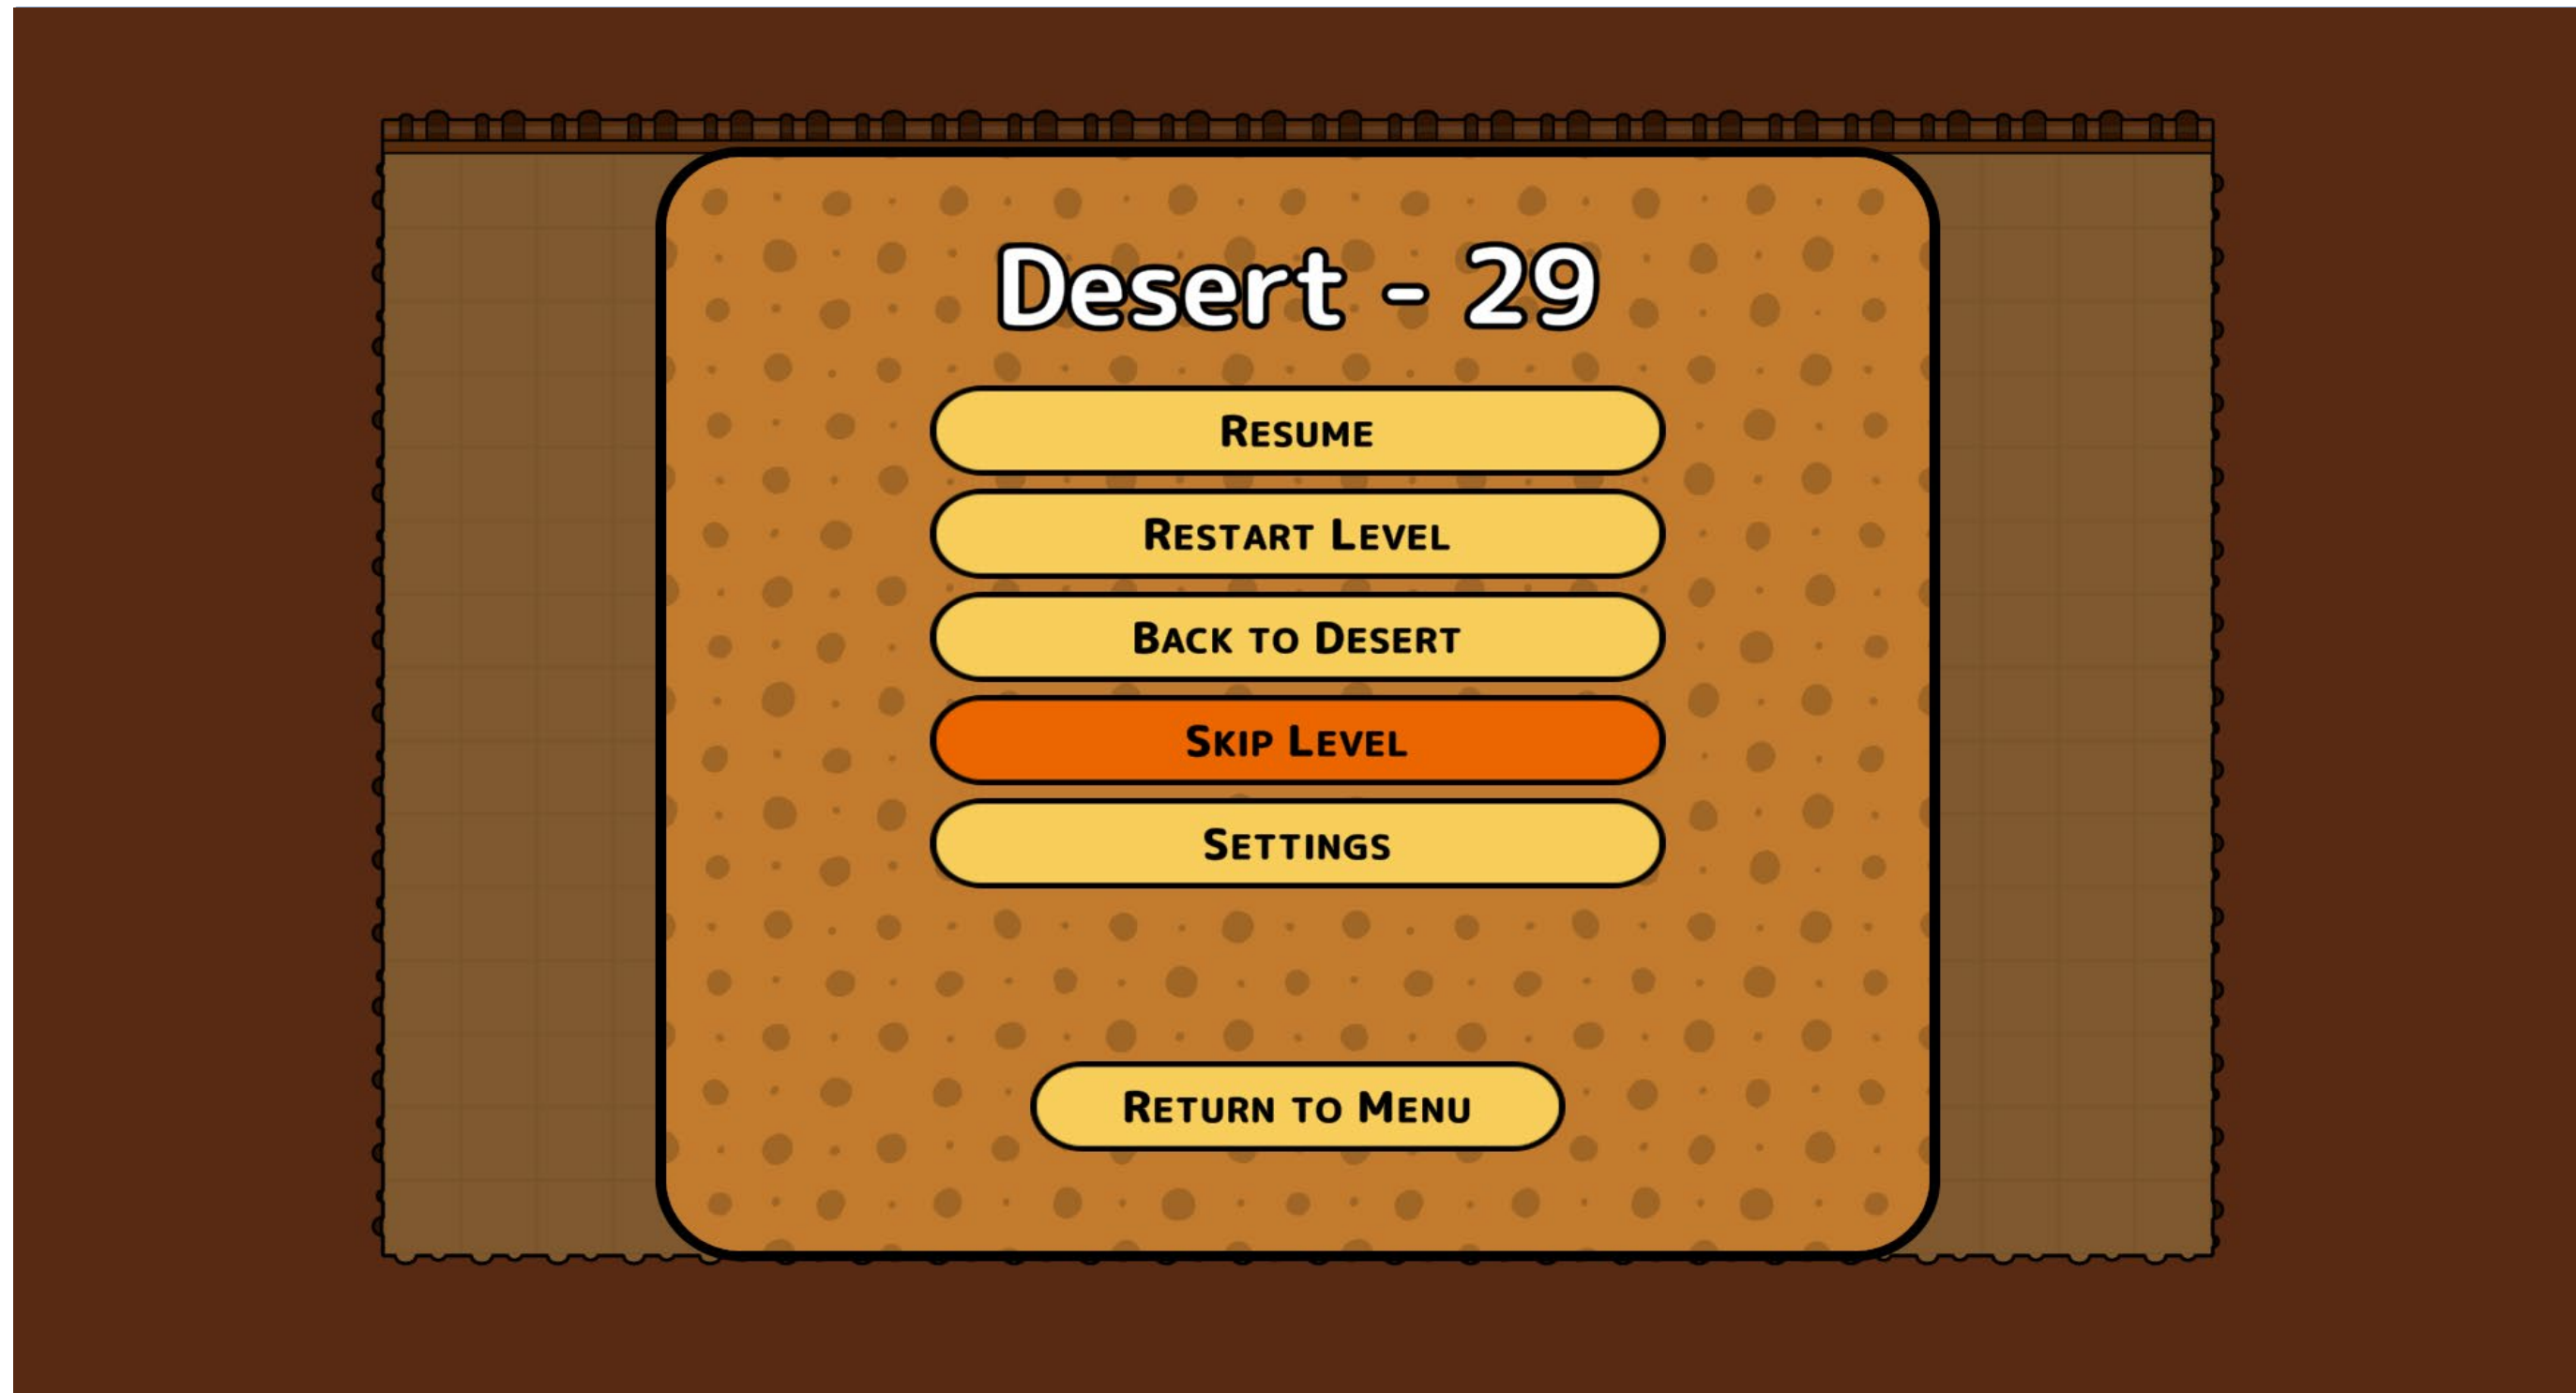 Desert - 29
Resume
Restart Level
Back to Desert
Skip Level
Settings
Return to Menu